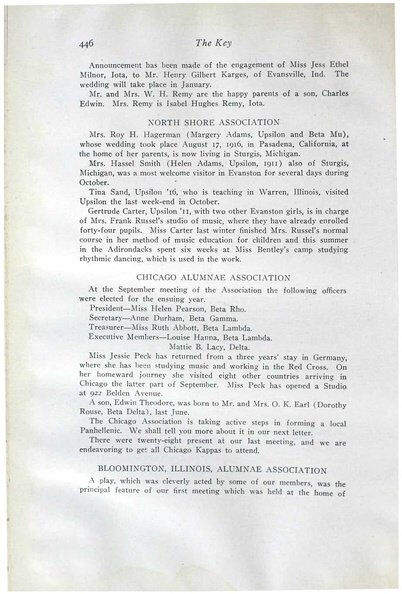 446 The Key
Announcement has been made of the engagement of Miss Jess Ethel
Milnor, Iota, to Mr. Henry Gilbert Karges, of Evansville, Ind. The
wedding will take place in January.
Mr. and Mrs. W. H. Remy are the happy parents of a son, Charles
Edwin. Mrs. Remy is Isabel Hughes Remy, Iota.
NORTH SHORE ASSOCIATION
Mrs. Roy H. Hagerman (Margery Adams, Upsilon and Beta Mu),
whose wedding took place August 17, 1916, in Pasadena, California, at
the home of her parents, is now living in Sturgis, Michigan.
Mrs. Hassel Smith (Helen Adams, Upsilon, 1911) also of Sturgis,
Michigan, was a most welcome visitor in Evanston for several days during
October.
Tina Sand, Upsilon '16, who is teaching in Warren, Illinois, visited
Upsilon the last week-end in October.
Gertrude Carter, Upsilon '11, with two other Evanston girls, is in charge
of Mrs. Frank Russel's studio of music, where they have already enrolled
forty-four pupils. Miss Carter last winter finished Mrs. Russel's normal
course in her method of music education for children and this summer
in the Adirondacks spent six weeks at Miss Bentley's camp studying
rhythmic dancing, which is used in the work.
CHICAGO ALUMNAE ASSOCIATION
At the September meeting of the Association the following officers
were elected for the ensuing year.
President—Miss Helen Pearson, Beta Rho.
Secretary—Anne Durham, Beta Gamma.
Treasurer—Miss Ruth Abbott, Beta Lambda.
Executive Members—Louise Hanna, Beta Lambda.
Mattie B. Lacy, Delta.
Miss Jessie Peck has returned from a three years' stay in Germany,
where she has been studying music and working in the Red Cross. On
her homeward journey she visited eight other countries arriving in
Chicago the latter part of September. Miss Peck has opened a Studio
at 922 Belden Avenue.
A son, Edwin Theodore, was born to Mr. and Mrs. O. K. Earl (Dorothy
Rouse, Beta Delta), last June.
The Chicago Association is taking active steps in forming a local
Panhellenic. We shall tell you more about it in our next letter.
There were twenty-eight present at our last meeting, and we are
endeavoring to get all Chicago Kappas to attend.
BLOOMINGTON, ILLINOIS, ALUMNAE ASSOCIATION
A play, which was cleverly acted by some of our members, was the
principal feature of our first meeting which was held at the home of